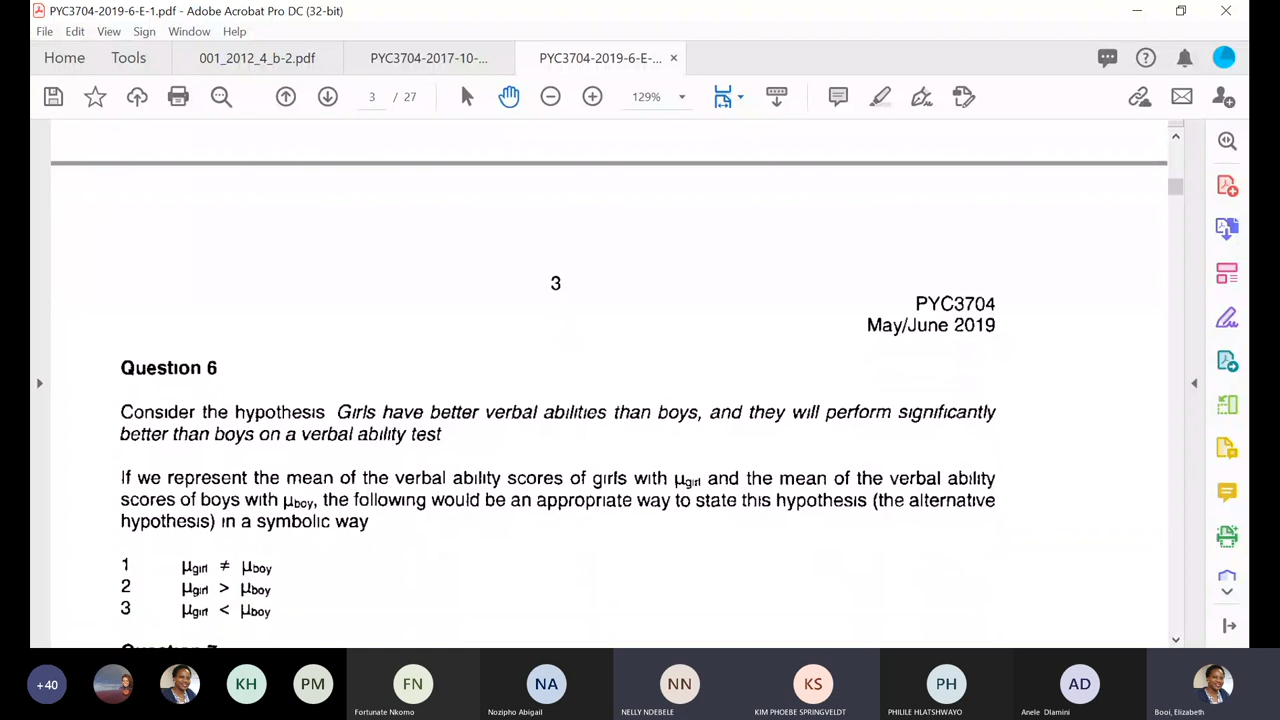 PYC3704-2019-6-E-1.pdf - Adobe Acrobat Pro DC (32-bit)
File Edit View Sign Window Help
Home Tools 001_2012_4_b-2.pdf PYC3704-2017-10-... PYC3704-2019-6-E-... ×
3 / 27 129%
3
PYC3704
May/June 2019
Question 6
Consider the hypothesis Girls have better verbal abilities than boys, and they will perform significantly
better than boys on a verbal ability test
If we represent the mean of the verbal ability scores of girls with μgirl and the mean of the verbal ability
scores of boys with μboy, the following would be an appropriate way to state this hypothesis (the alternative
hypothesis) in a symbolic way
1 μgirl ≠ μboy
2 μgirl > μboy
3 μgirl < μboy
+40 KH PM FN NA NN KS PH AD
Fortunate Nkomo Nozipho Abigail NELLY NDEBELE KIM PHOEBE SPRINGVELDT PHILILE HLATSHWAYO Anele Dlamini Booi, Elizabeth